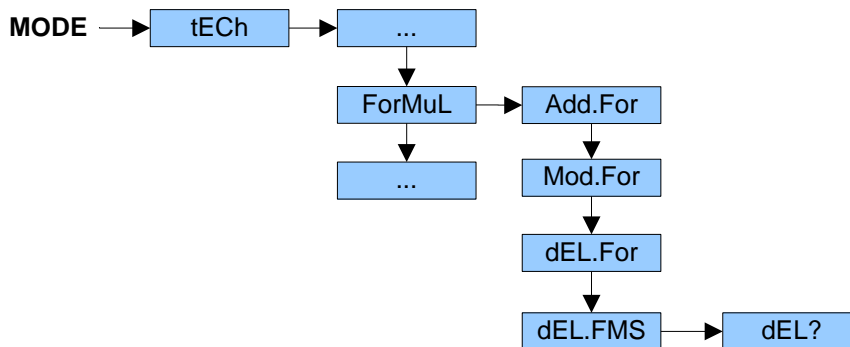 MODE tECh ...
ForMuL Add.For
... Mod.For
dEL.For
dEL.FMS dEL?